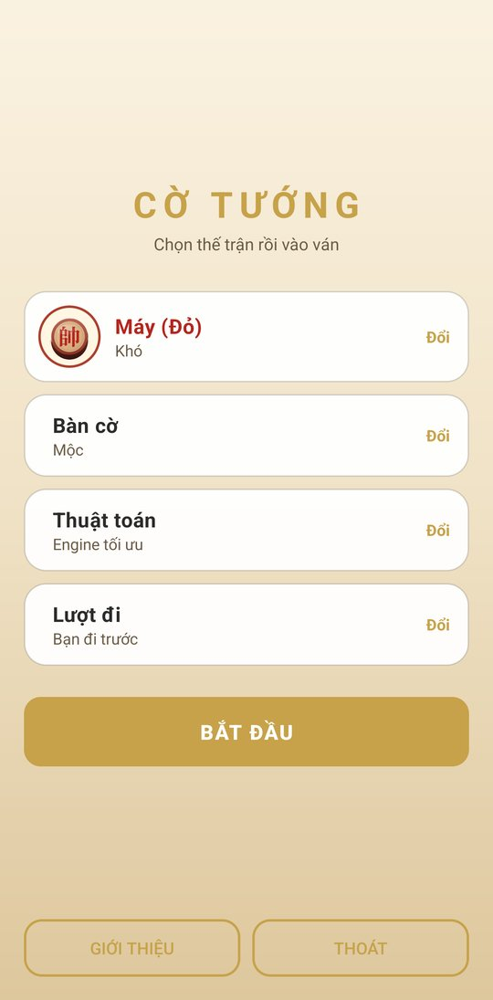 CỜ TƯỚNG
Chọn thế trận rồi vào ván
帥
Máy (Đỏ)
Khó
Đổi
Bàn cờ
Mộc
Đổi
Thuật toán
Engine tối ưu
Đổi
Lượt đi
Bạn đi trước
Đổi
BẮT ĐẦU
GIỚI THIỆU
THOÁT